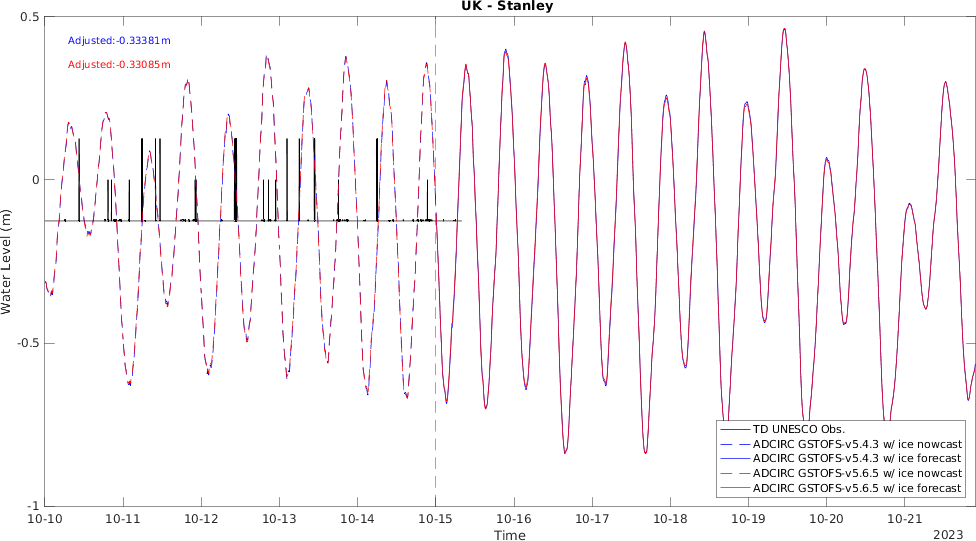 UK - Stanley
Adjusted:-0.33381m
Adjusted:-0.33085m
0.5
0
-0.5
-1
Water Level (m)
10-10 10-11 10-12 10-13 10-14 10-15 10-16 10-17 10-18 10-19 10-20 10-21
Time
2023
TD UNESCO Obs.
ADCIRC GSTOFS-v5.4.3 w/ ice nowcast
ADCIRC GSTOFS-v5.4.3 w/ ice forecast
ADCIRC GSTOFS-v5.6.5 w/ ice nowcast
ADCIRC GSTOFS-v5.6.5 w/ ice forecast